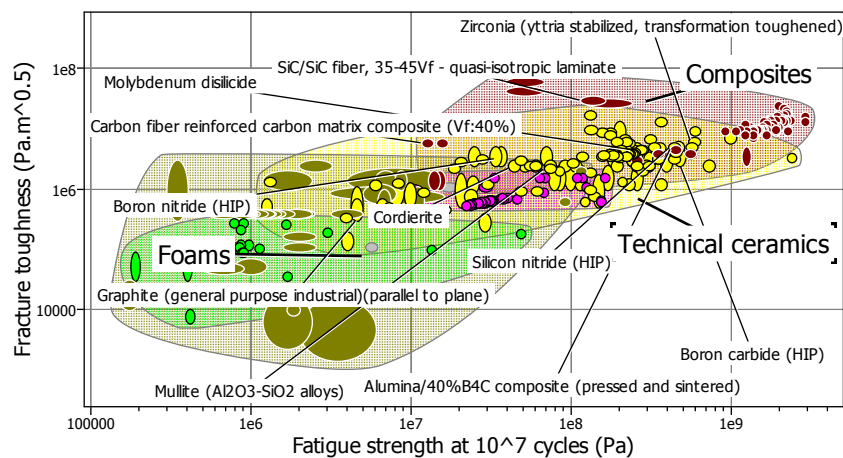 Zirconia (yttria stabilized, transformation toughened)
SiC/SiC fiber, 35-45Vf - quasi-isotropic laminate
Molybdenum disilicide
Composites
Carbon fiber reinforced carbon matrix composite (Vf:40%)
Boron nitride (HIP)
Cordierite
Foams
Technical ceramics
Silicon nitride (HIP)
Graphite (general purpose industrial)(parallel to plane)
Boron carbide (HIP)
Mullite (Al2O3-SiO2 alloys)
Alumina/40%B4C composite (pressed and sintered)
Fracture toughness (Pa.m^0.5)
1e8
1e6
10000
100000
1e6
1e7
1e8
1e9
Fatigue strength at 10^7 cycles (Pa)